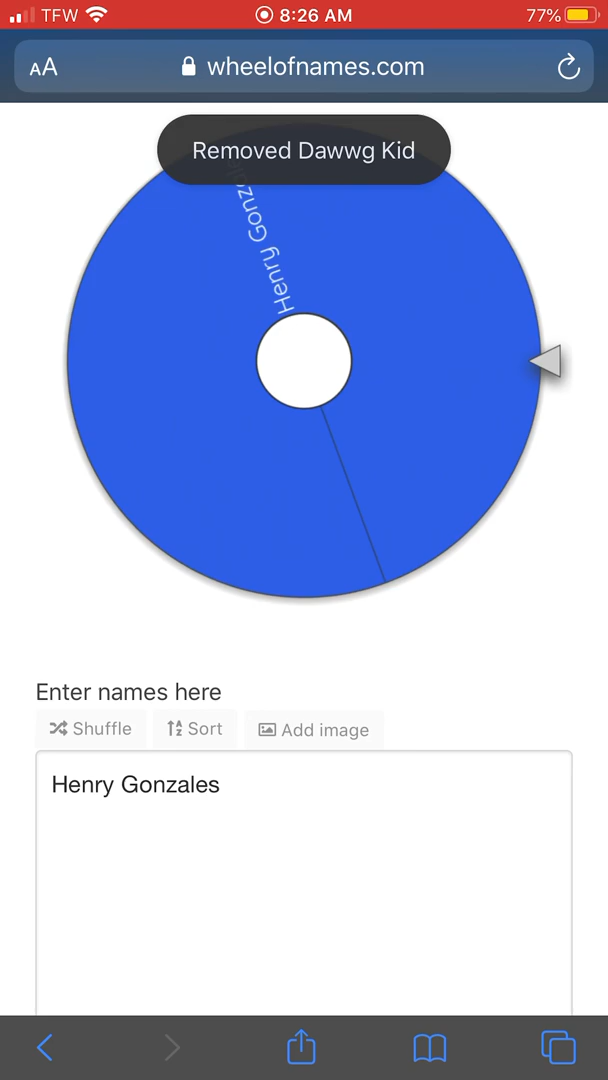 TFW 8:26 AM 77%
AA wheelofnames.com
Removed Dawwg Kid
Henry Gonzal
Enter names here
Shuffle Sort Add image
Henry Gonzales